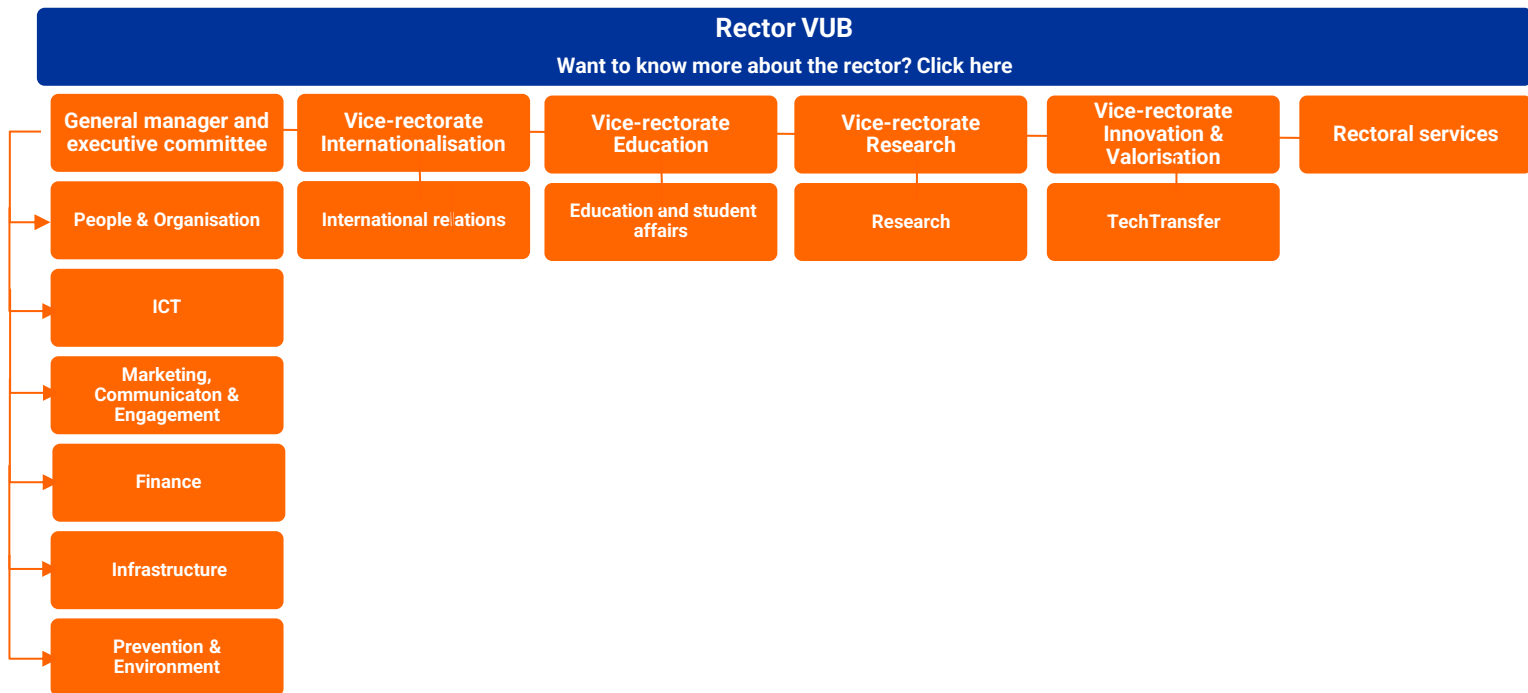 Rector VUB
Want to know more about the rector? Click here
General manager and
executive committee
Vice-rectorate
Internationalisation
Vice-rectorate
Education
Vice-rectorate
Research
Vice-rectorate
Innovation &
Valorisation
Rectoral services
People & Organisation
International relations
Education and student
affairs
Research
TechTransfer
ICT
Marketing,
Communicaton &
Engagement
Finance
Infrastructure
Prevention &
Environment